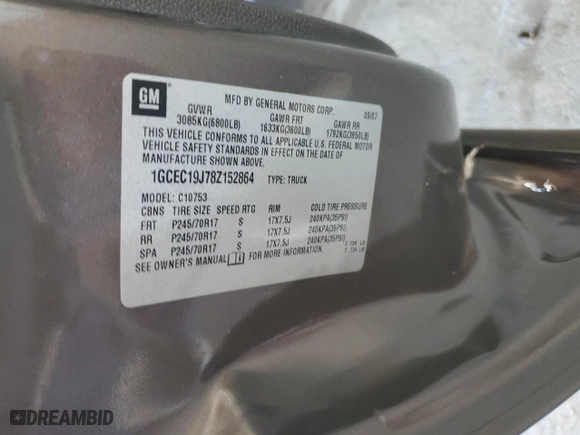 GM
MFD BY GENERAL MOTORS CORP. 09/07
GVWR GAWR FRT GAWR RR
3085KG(6800LB) 1633KG(3600LB) 1792KG(3950LB)
THIS VEHICLE CONFORMS TO ALL APPLICABLE U.S. FEDERAL MOTOR
VEHICLE SAFETY STANDARDS IN EFFECT ON THE DATE OF
MANUFACTURE SHOWN ABOVE.
1GCEC19J78Z152864 TYPE: TRUCK
MODEL: C10753
CBNS TIRE SIZE SPEED RTG RIM COLD TIRE PRESSURE
FRT P245/70R17 S 17X7.5J 240KPA(35PSI)
RR P245/70R17 S 17X7.5J 240KPA(35PSI)
SPA P245/70R17 S 17X7.5J 240KPA(35PSI)
SEE OWNER'S MANUAL FOR MORE INFORMATION.
DREAMBID